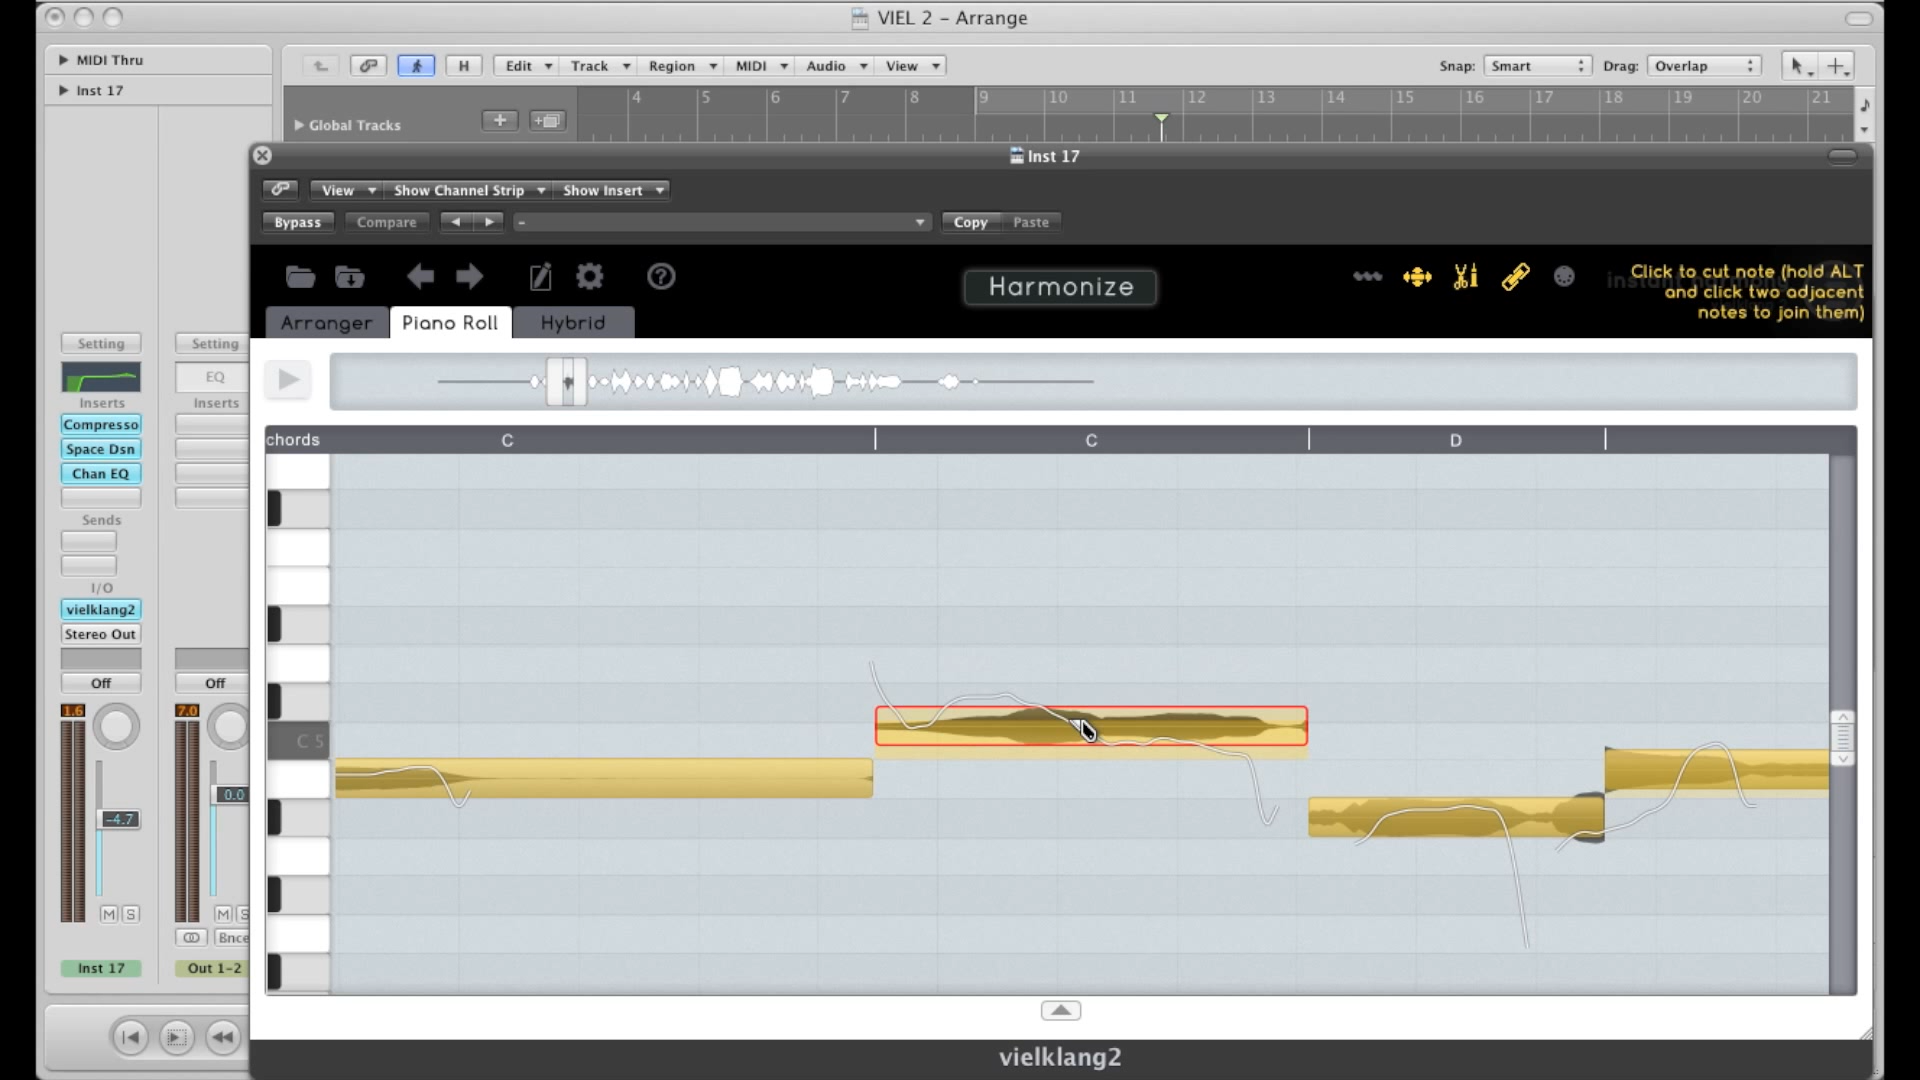 VIEL 2 – Arrange
MIDI Thru
Inst 17
H Edit Track Region MIDI Audio View Snap: Smart Drag: Overlap
4 5 6 7 8 9 10 11 12 13 14 15 16 17 18 19 20 21
Global Tracks
Inst 17
View Show Channel Strip Show Insert
Bypass Compare - Copy Paste
Harmonize
Click to cut note (hold ALT
and click two adjacent
notes to join them)
Arranger Piano Roll Hybrid
Setting Setting
EQ
Inserts Inserts
Compresso
Space Dsn
Chan EQ
Sends
I/O
vielklang2
Stereo Out
Off Off
1.6 7.0
0.0
-4.7
M S M S
Bnce
Inst 17 Out 1-2
chords C C D
C 5
vielklang2